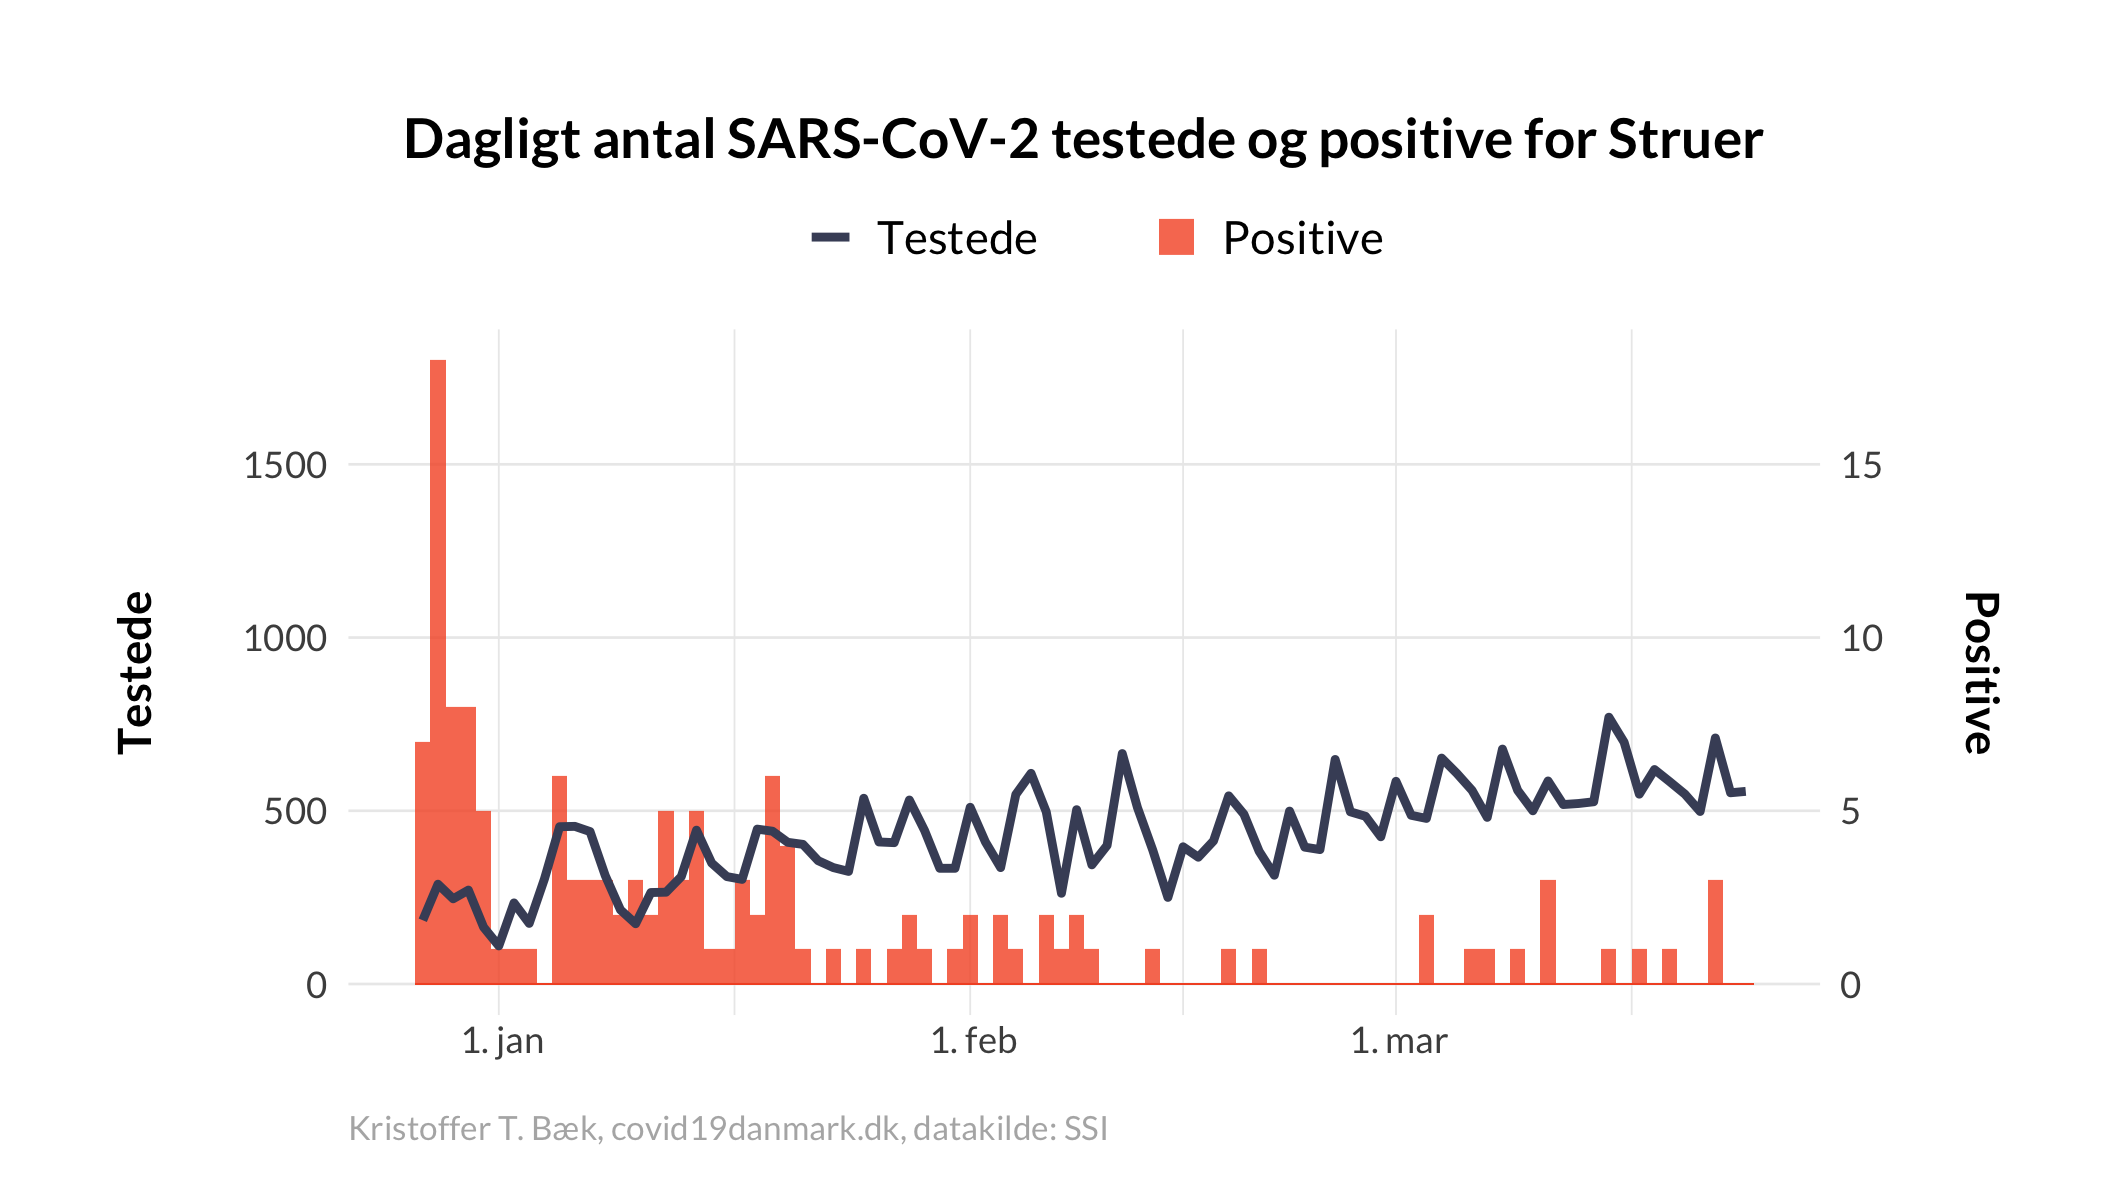 Dagligt antal SARS-CoV-2 testede og positive for Struer
Testede
Positive
1500
1000
500
0
Testede
15
10
5
0
Positive
1. jan
1. feb
1. mar
Kristoffer T. Bæk, covid19danmark.dk, datakilde: SSI